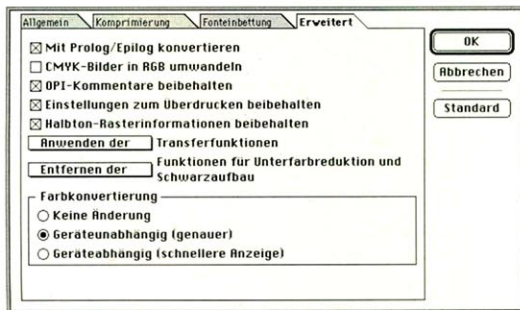 Allgemein Komprimierung Fonteinbettung Erweitert
Mit Prolog/Epilog konvertieren
CMYK-Bilder in RGB umwandeln
OPI-Kommentare beibehalten
Einstellungen zum Überdrucken beibehalten
Halbton-Rasterinformationen beibehalten
Anwenden der Transferfunktionen
Entfernen der Funktionen für Unterfarbreduktion und
Schwarzaufbau
Farbkonvertierung
Keine Änderung
Geräteunabhängig (genauer)
Geräteabhängig (schnellere Anzeige)
OK
Abbrechen
Standard